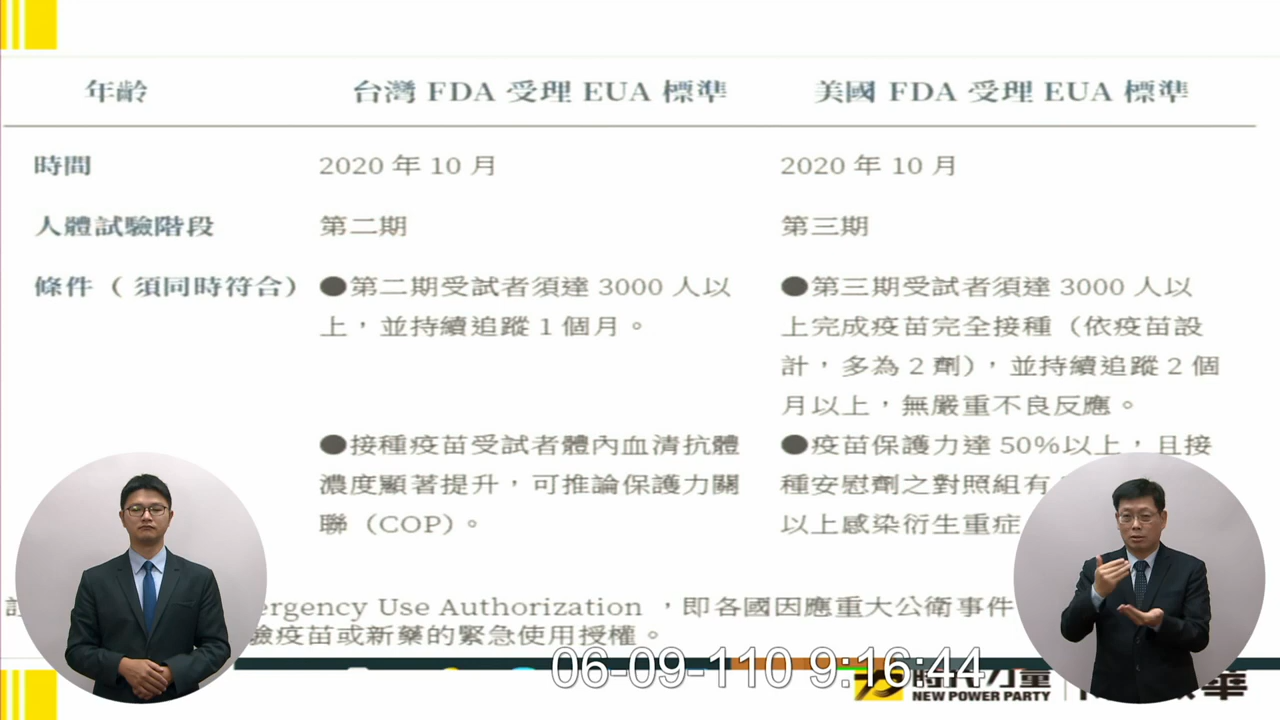 年齡 台灣 FDA 受理 EUA 標準 美國 FDA 受理 EUA 標準
時間 2020 年 10 月 2020 年 10 月
人體試驗階段 第二期 第三期
條件（須同時符合）
●第二期受試者須達 3000 人以
上，並持續追蹤 1 個月。
●接種疫苗受試者體內血清抗體
濃度顯著提升，可推論保護力關
聯（COP）。
●第三期受試者須達 3000 人以
上完成疫苗完全接種（依疫苗設
計，多為 2 劑），並持續追蹤 2 個
月以上，無嚴重不良反應。
●疫苗保護力達 50%以上，且接
種安慰劑之對照組有
以上感染衍生重症
ergency Use Authorization ，即各國因應重大公衛事件
驗疫苗或新藥的緊急使用授權。
06-09-110 9:16:44
時代力量
NEW POWER PARTY
華